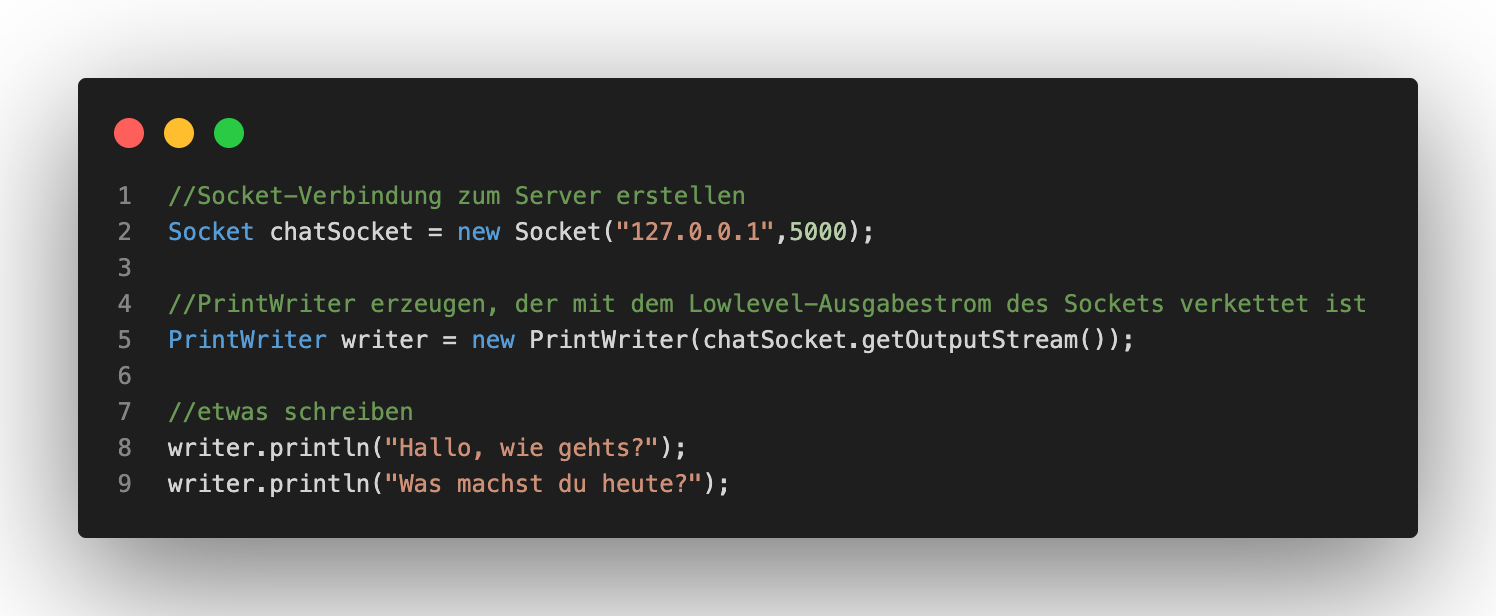 1 //Socket-Verbindung zum Server erstellen
2 Socket chatSocket = new Socket("127.0.0.1",5000);
3
4 //PrintWriter erzeugen, der mit dem Lowlevel-Ausgabestrom des Sockets verkettet ist
5 PrintWriter writer = new PrintWriter(chatSocket.getOutputStream());
6
7 //etwas schreiben
8 writer.println("Hallo, wie gehts?");
9 writer.println("Was machst du heute?");